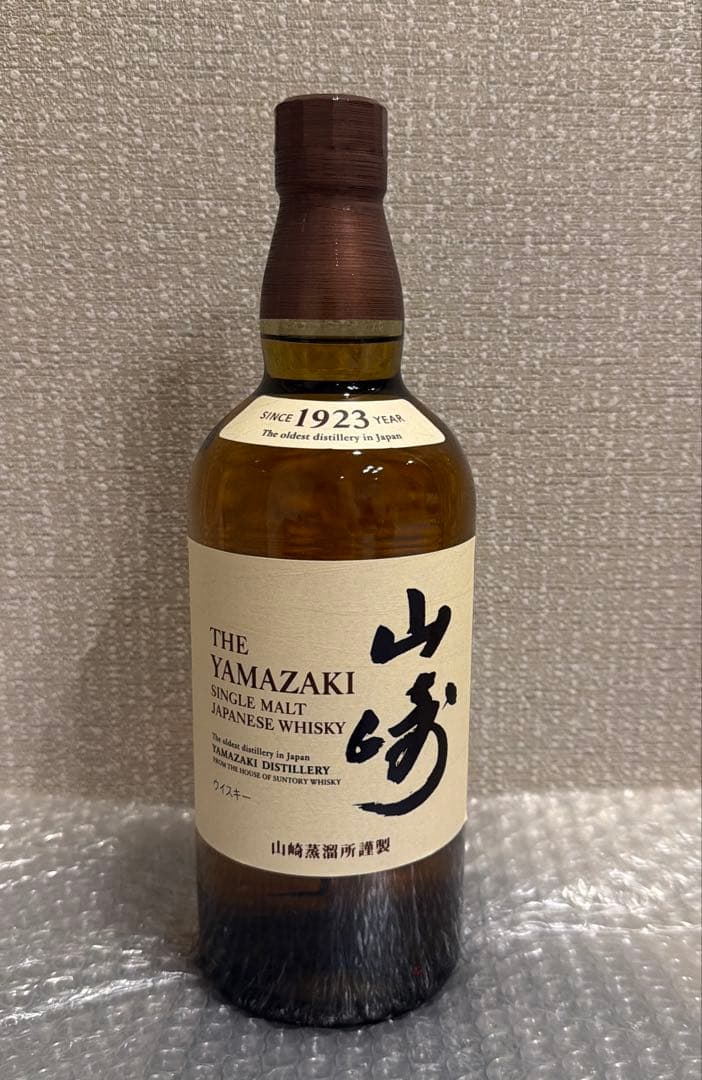 SINCE 1923 YEAR
The oldest distillery in Japan
山崎
THE
YAMAZAKI
SINGLE MALT
JAPANESE WHISKY
The oldest distillery in Japan
YAMAZAKI DISTILLERY
FROM THE HOUSE OF SUNTORY WHISKY
ウイスキー
山崎蒸溜所謹製